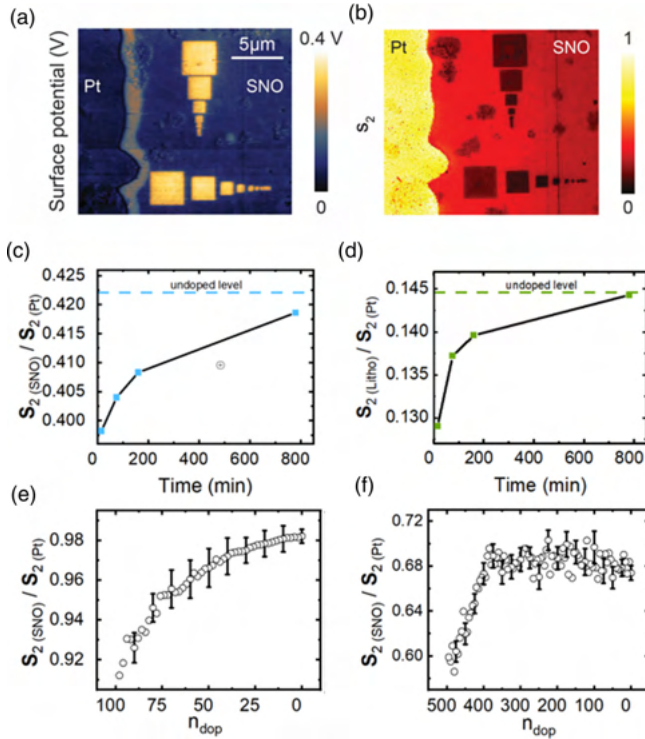 (a)
Surface potential (V)
Pt
5μm
SNO
0.4 V
0
(b)
S2
Pt
SNO
1
0
(c)
S2 (SNO) / S2 (Pt)
0.425
0.420
0.415
0.410
0.405
0.400
undoped level
0 200 400 600 800
Time (min)
(d)
S2 (Litho) / S2 (Pt)
0.145
0.140
0.135
0.130
undoped level
0 200 400 600 800
Time (min)
(e)
S2 (SNO) / S2 (Pt)
0.98
0.96
0.94
0.92
100 75 50 25 0
ndop
(f)
S2 (SNO) / S2 (Pt)
0.72
0.68
0.64
0.60
500 400 300 200 100 0
ndop